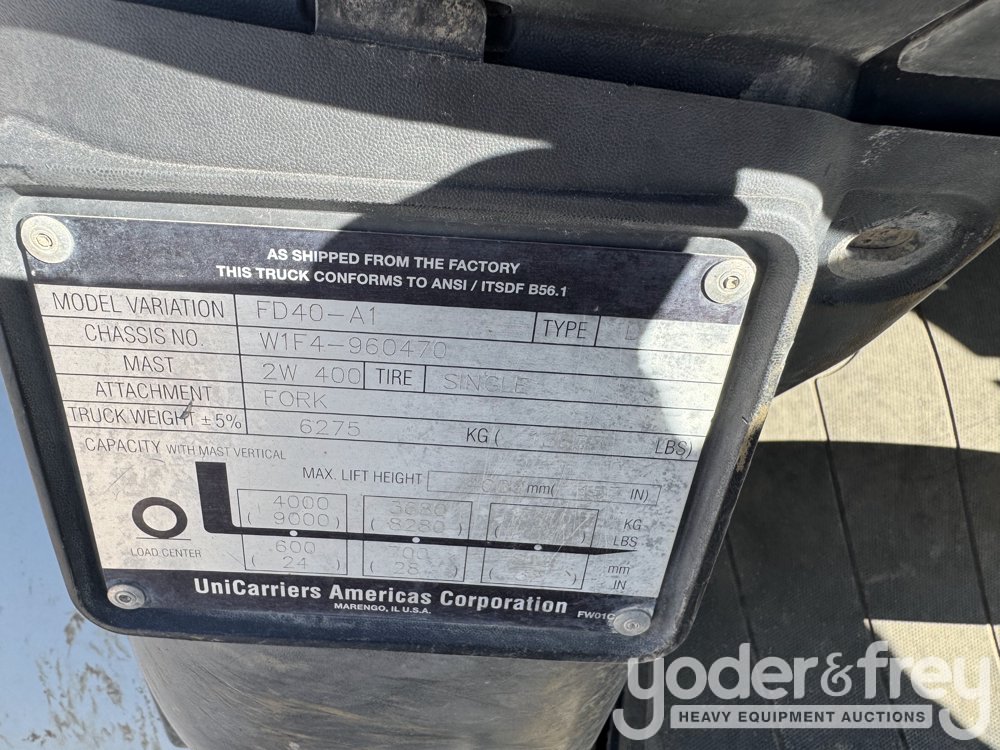 AS SHIPPED FROM THE FACTORY
THIS TRUCK CONFORMS TO ANSI / ITSDF B56.1
MODEL VARIATION FD40-A1 TYPE
CHASSIS NO. W1F4-960470
MAST 2W 400 TIRE SINGLE
ATTACHMENT FORK
TRUCK WEIGHT ±5% 6275 KG ( LBS)
CAPACITY WITH MAST VERTICAL
MAX. LIFT HEIGHT mm( IN)
4000 3680 KG
(9000) (8280) ( ) LBS
LOAD CENTER 600 700 mm
(24) (28) ( ) IN
UniCarriers Americas Corporation
MARENGO, IL U.S.A. FW01C
yoder&frey
HEAVY EQUIPMENT AUCTIONS